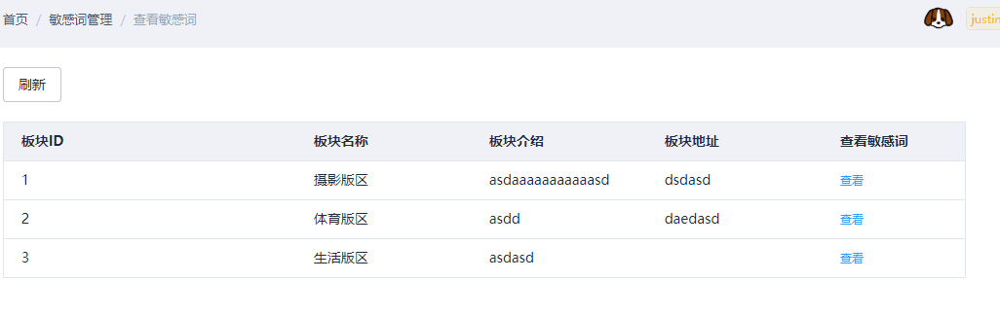 首页 / 敏感词管理 / 查看敏感词 justin
刷新
板块ID 板块名称 板块介绍 板块地址 查看敏感词
1 摄影版区 asdaaaaaaaaaaasd dsdasd 查看
2 体育版区 asdd daedasd 查看
3 生活版区 asdasd 查看